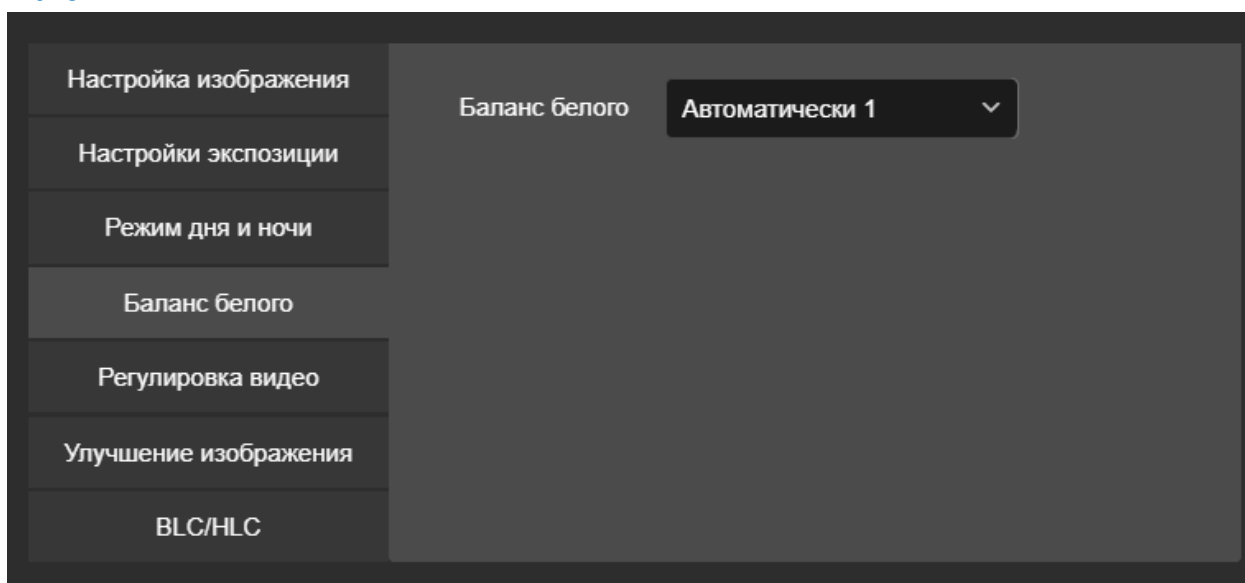 Настройка изображения
Баланс белого Автоматически 1
Настройки экспозиции
Режим дня и ночи
Баланс белого
Регулировка видео
Улучшение изображения
BLC/HLC